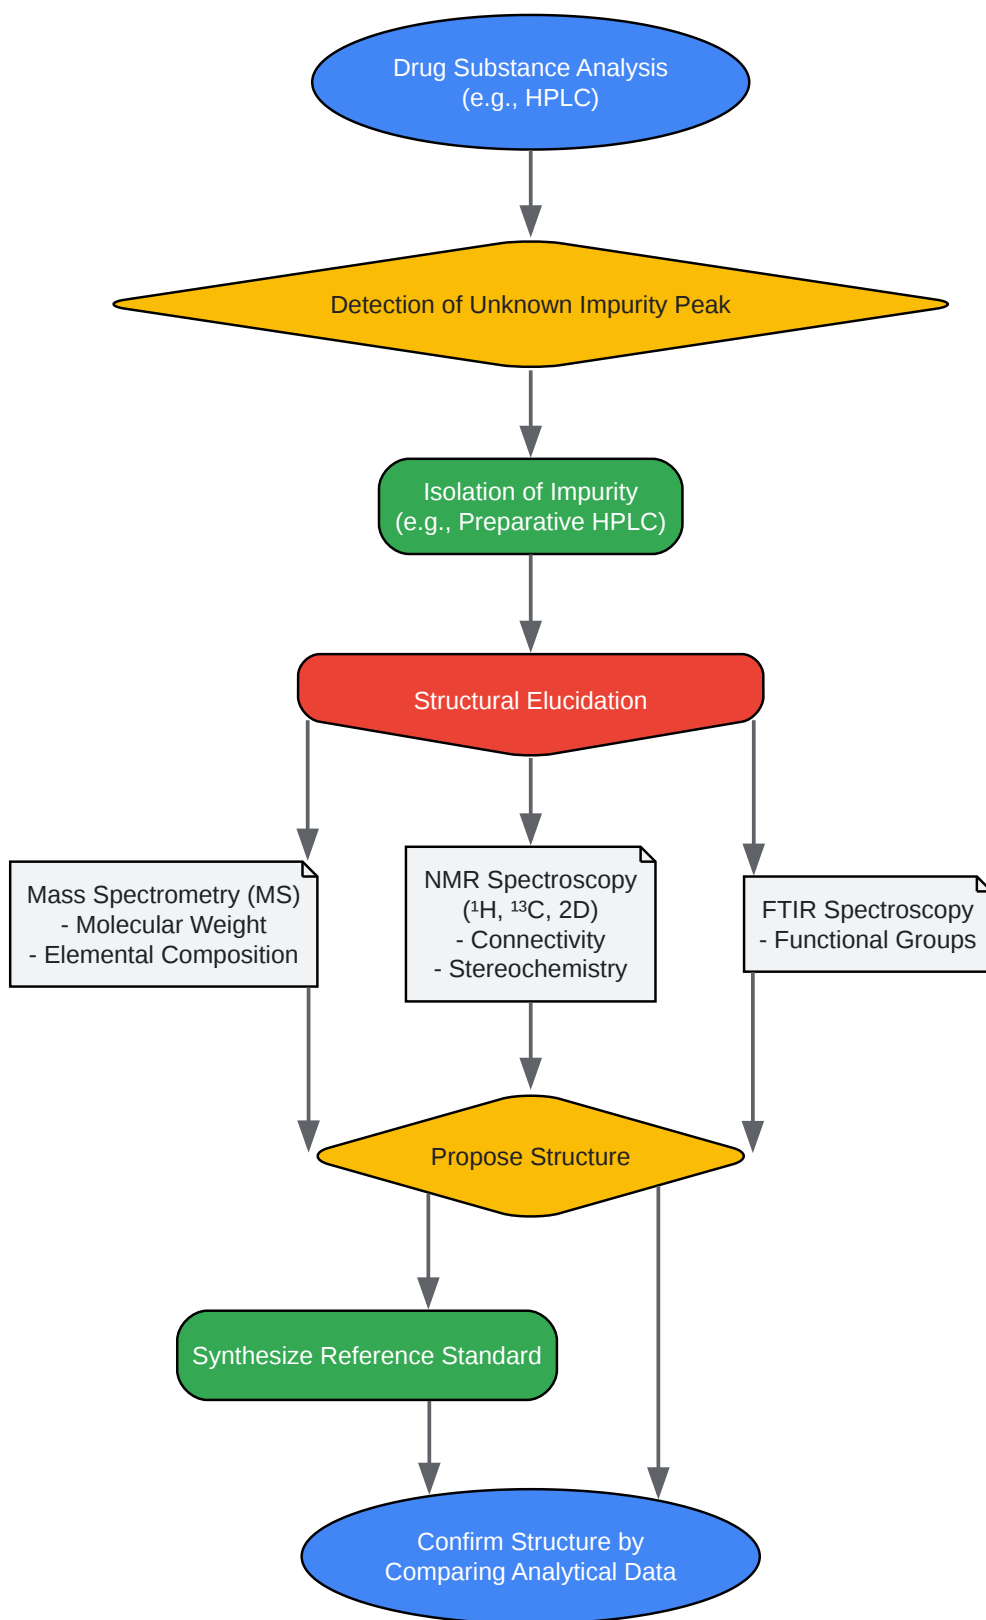 Drug Substance Analysis
(e.g., HPLC)
Detection of Unknown Impurity Peak
Isolation of Impurity
(e.g., Preparative HPLC)
Structural Elucidation
Mass Spectrometry (MS)
- Molecular Weight
- Elemental Composition
NMR Spectroscopy
(¹H, ¹³C, 2D)
- Connectivity
- Stereochemistry
FTIR Spectroscopy
- Functional Groups
Propose Structure
Synthesize Reference Standard
Confirm Structure by
Comparing Analytical Data